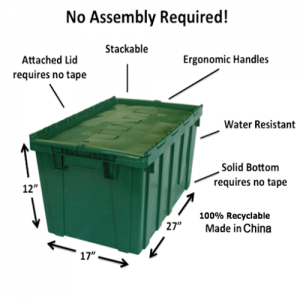 No Assembly Required!
Stackable
Attached Lid
requires no tape
Ergonomic Handles
Water Resistant
Solid Bottom
requires no tape
12”
17”
27”
100% Recyclable
Made in China